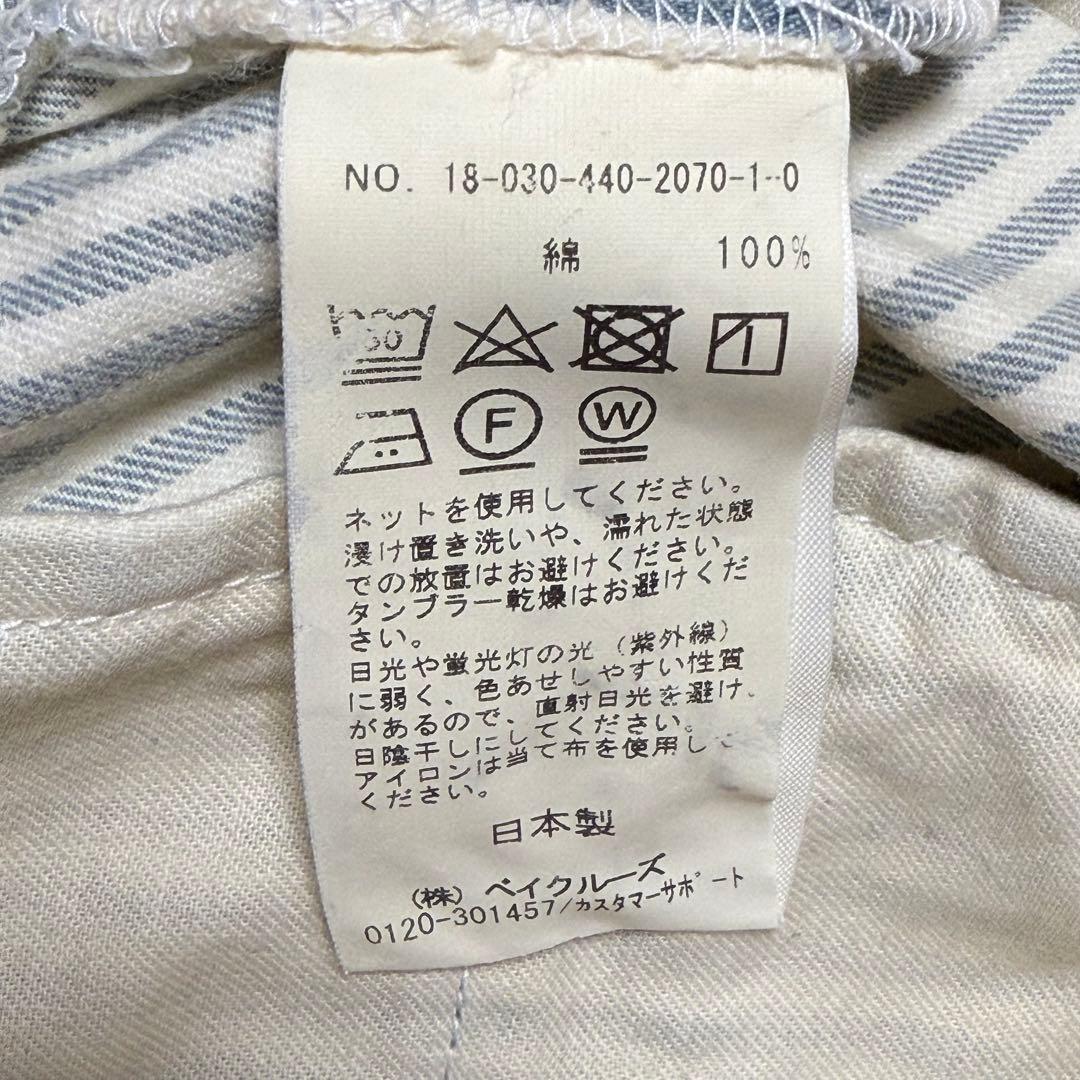 NO. 18-030-440-2070-1-0
綿 100%
30
F W
ネットを使用してください。
浸け置き洗いや、濡れた状態
での放置はお避けください。
タンブラー乾燥はお避けくだ
さい。
日光や蛍光灯の光(紫外線)
に弱く、色あせしやすい性質
があるので、直射日光を避け、
日陰干しにしてください。
アイロンは当て布を使用して
ください。
日本製
(株) ベイクルーズ
0120-301457/カスタマーサポート